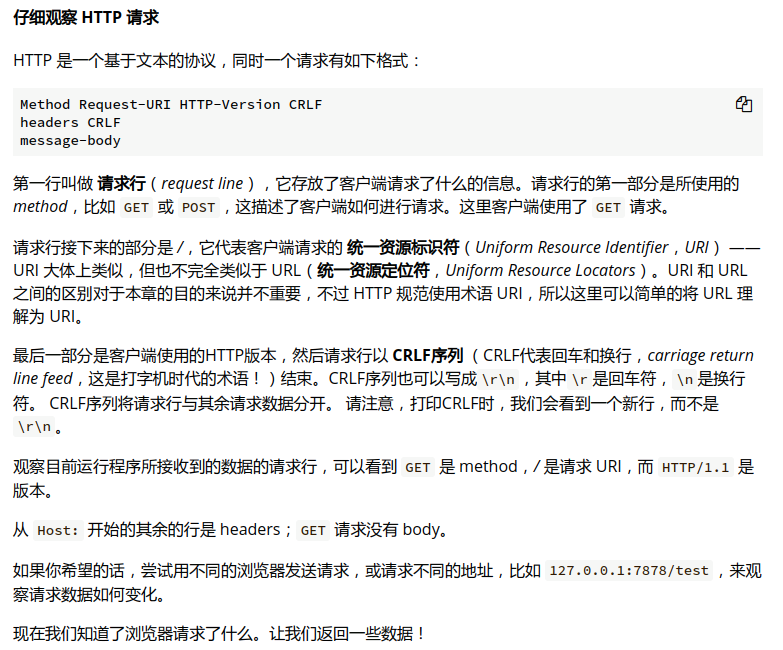 仔细观察 HTTP 请求
HTTP 是一个基于文本的协议，同时一个请求有如下格式：
Method Request-URI HTTP-Version CRLF
headers CRLF
message-body
第一行叫做 请求行（request line），它存放了客户端请求了什么的信息。请求行的第一部分是所使用的
method，比如 GET 或 POST，这描述了客户端如何进行请求。这里客户端使用了 GET 请求。
请求行接下来的部分是 /，它代表客户端请求的 统一资源标识符（Uniform Resource Identifier，URI） ——
URI 大体上类似，但也不完全类似于 URL（统一资源定位符，Uniform Resource Locators）。URI 和 URL
之间的区别对于本章的目的来说并不重要，不过 HTTP 规范使用术语 URI，所以这里可以简单的将 URL 理
解为 URI。
最后一部分是客户端使用的HTTP版本，然后请求行以 CRLF序列 （CRLF代表回车和换行，carriage return
line feed，这是打字机时代的术语！）结束。CRLF序列也可以写成\r\n，其中\r是回车符，\n是换行
符。 CRLF序列将请求行与其余请求数据分开。 请注意，打印CRLF时，我们会看到一个新行，而不是
\r\n。
观察目前运行程序所接收到的数据的请求行，可以看到 GET 是 method，/ 是请求 URI，而 HTTP/1.1 是
版本。
从 Host: 开始的其余的行是 headers；GET 请求没有 body。
如果你希望的话，尝试用不同的浏览器发送请求，或请求不同的地址，比如 127.0.0.1:7878/test，来观
察请求数据如何变化。
现在我们知道了浏览器请求了什么。让我们返回一些数据！